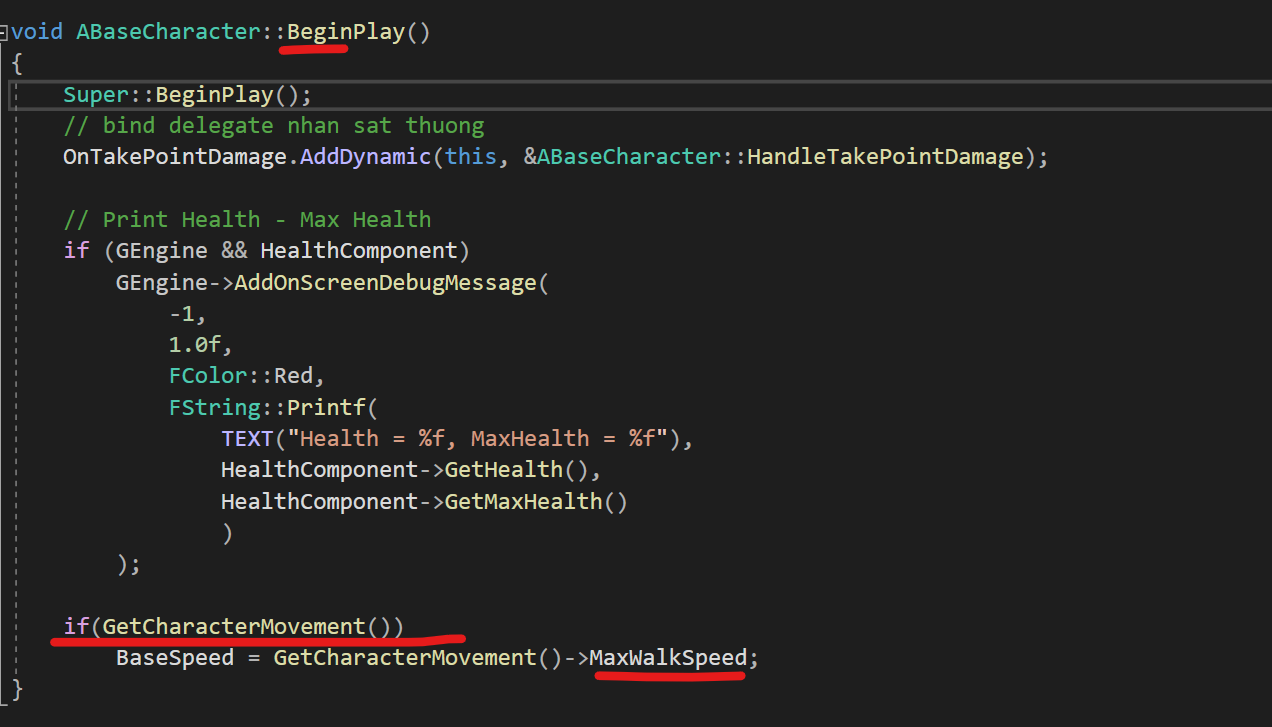 void ABaseCharacter::BeginPlay()
{
Super::BeginPlay();
// bind delegate nhan sat thuong
OnTakePointDamage.AddDynamic(this, &ABaseCharacter::HandleTakePointDamage);
// Print Health - Max Health
if (GEngine && HealthComponent)
GEngine->AddOnScreenDebugMessage(
-1,
1.0f,
FColor::Red,
FString::Printf(
TEXT("Health = %f, MaxHealth = %f"),
HealthComponent->GetHealth(),
HealthComponent->GetMaxHealth()
)
);
if(GetCharacterMovement())
BaseSpeed = GetCharacterMovement()->MaxWalkSpeed;
}